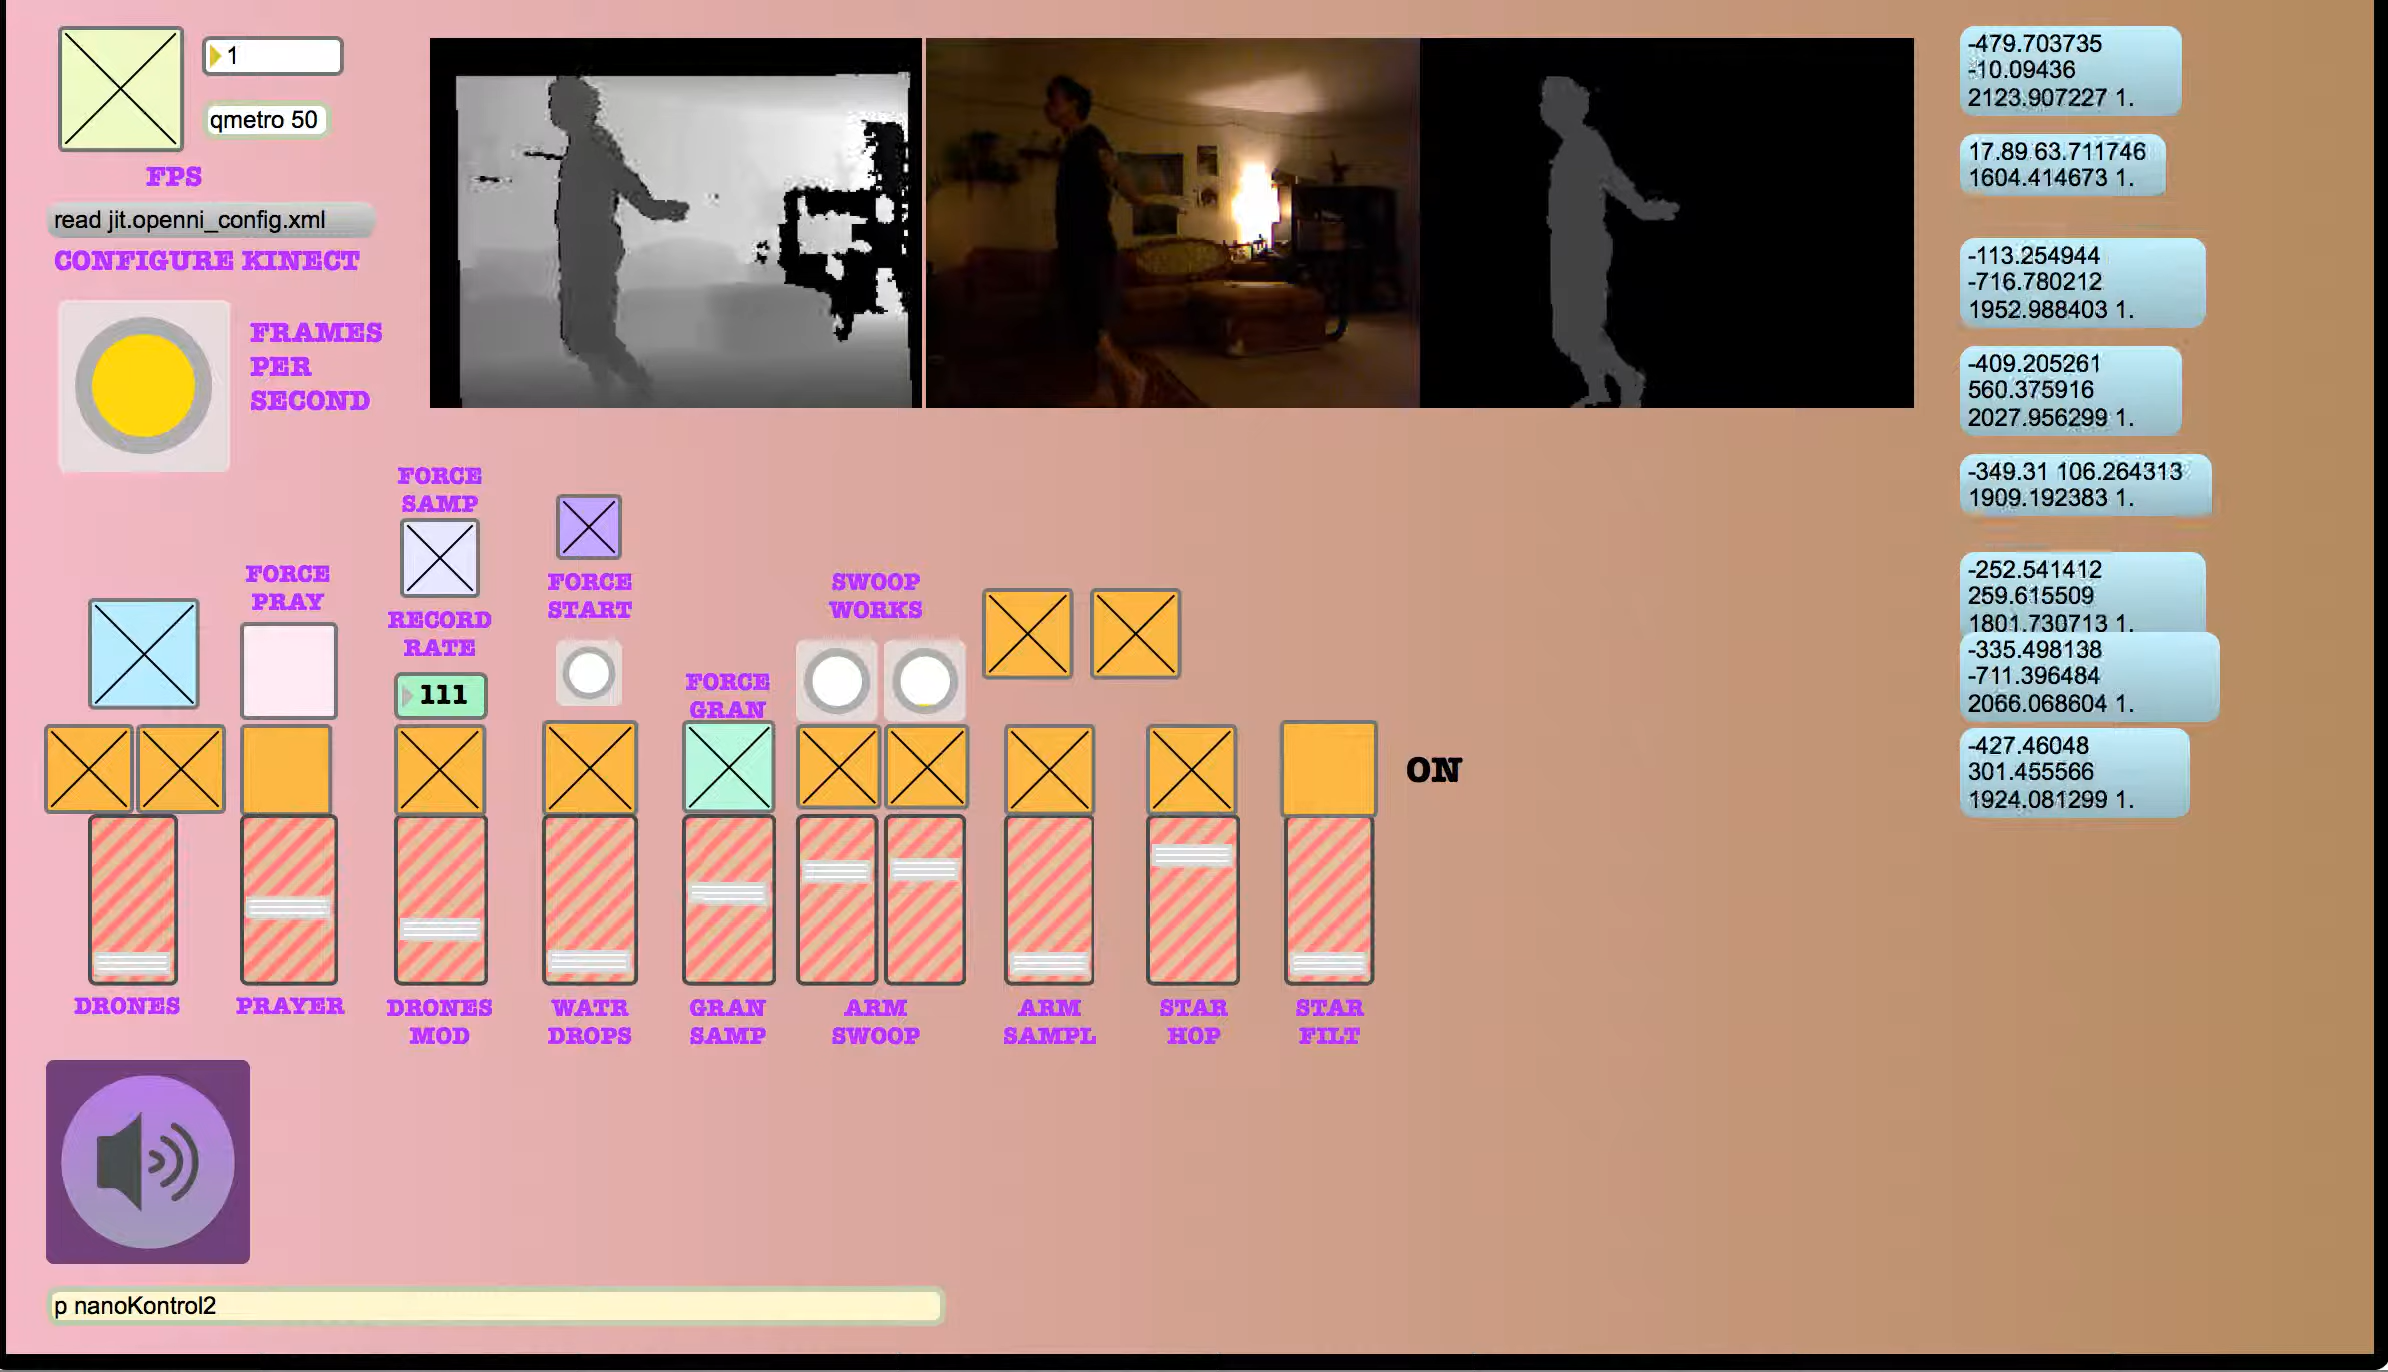 1
qmetro 50
FPS
read jit.openni_config.xml
CONFIGURE KINECT
FRAMES
PER
SECOND
FORCE
SAMP
RECORD
RATE
111
FORCE
START
FORCE
PRAY
FORCE
GRAN
SWOOP
WORKS
ON
DRONES
PRAYER
DRONES
MOD
WATR
DROPS
GRAN
SAMP
ARM
SWOOP
ARM
SAMPL
STAR
HOP
STAR
FILT
p nanoKontrol2
-479.703735
-10.09436
2123.907227 1.
17.89 63.711746
1604.414673 1.
-113.254944
-716.780212
1952.988403 1.
-409.205261
560.375916
2027.956299 1.
-349.31 106.264313
1909.192383 1.
-252.541412
259.615509
1801.730713 1.
-335.498138
-711.396484
2066.068604 1.
-427.46048
301.455566
1924.081299 1.